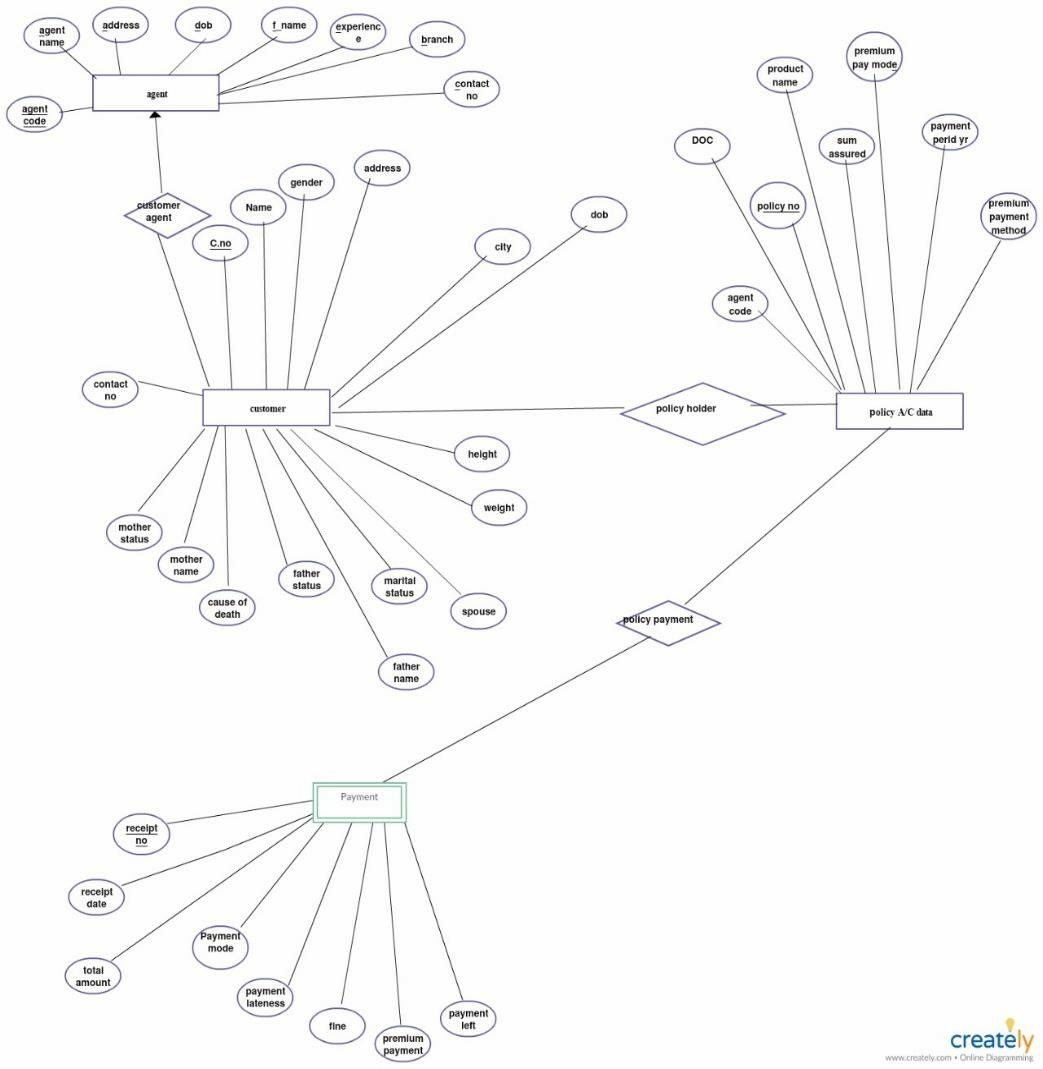 agent
name
address
dob
f_name
experienc
e
branch
contact
no
agent
code
agent
customer
agent
C.no
Name
gender
address
city
dob
contact
no
customer
policy holder
height
weight
mother
status
mother
name
cause of
death
father
status
marital
status
spouse
father
name
premium
pay mode
product
name
DOC
sum
assured
payment
perid yr
policy no
premium
payment
method
agent
code
policy A/C data
policy payment
Payment
receipt
no
receipt
date
total
amount
Payment
mode
payment
lateness
fine
premium
payment
payment
left
creately
www.creately.com • Online Diagramming